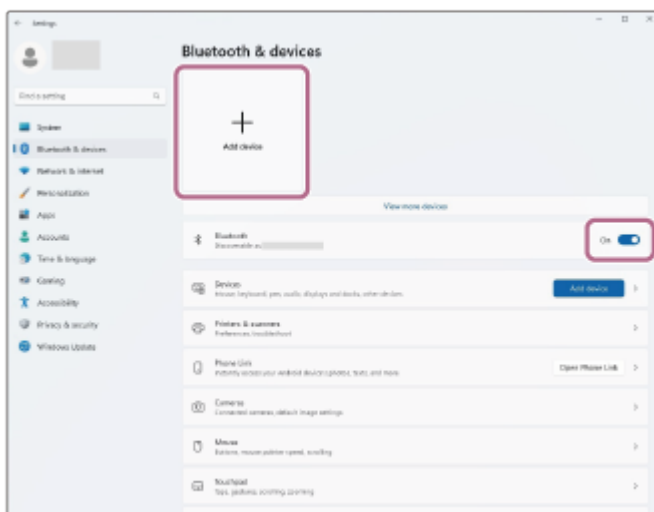 Settings
Bluetooth & devices
Find a setting
Add device
System
Bluetooth & devices
Network & internet
Personalization
Apps
Accounts
Time & language
Gaming
Accessibility
Privacy & security
Windows Update
View more devices
Bluetooth
Discoverable as
On
Devices
Mouse, keyboard, pen, audio, displays and docks, other devices
Add device
Printers & scanners
Preferences, troubleshoot
Phone Link
Instantly access your Android device's photos, texts, and more
Open Phone Link
Cameras
Connected cameras, default image settings
Mouse
Buttons, mouse pointer speed, scrolling
Touchpad
Taps, gestures, scrolling, zooming